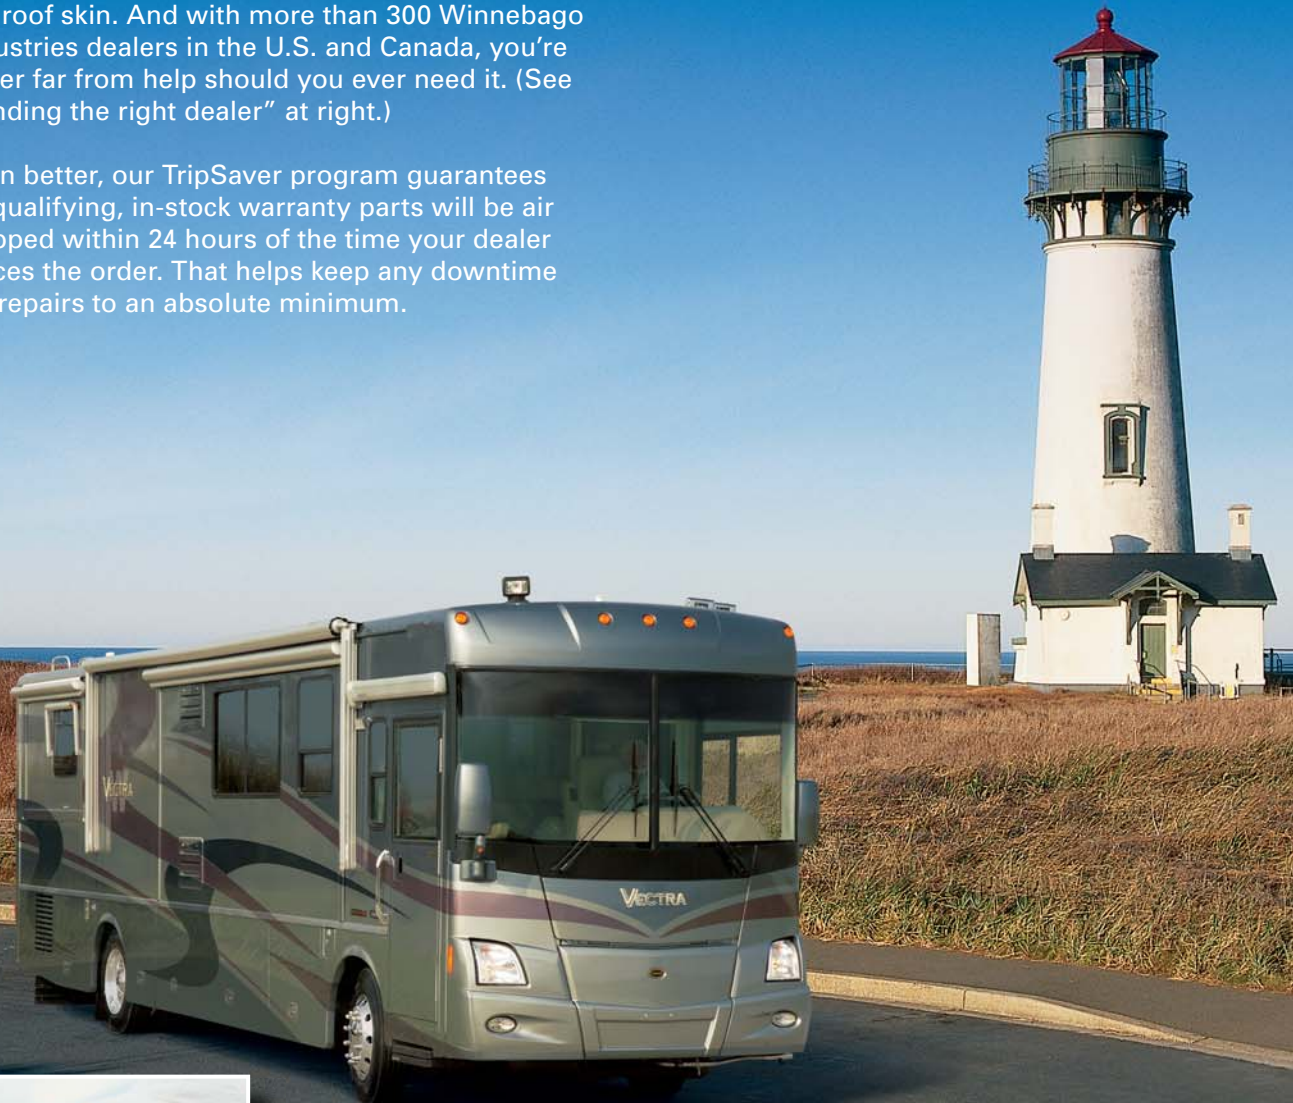 roof skin. And with more than 300 Winnebago
ustries dealers in the U.S. and Canada, you’re
er far from help should you ever need it. (See
nding the right dealer” at right.)
n better, our TripSaver program guarantees
qualifying, in-stock warranty parts will be air
pped within 24 hours of the time your dealer
ces the order. That helps keep any downtime
repairs to an absolute minimum.
VECTRA
VECTRA